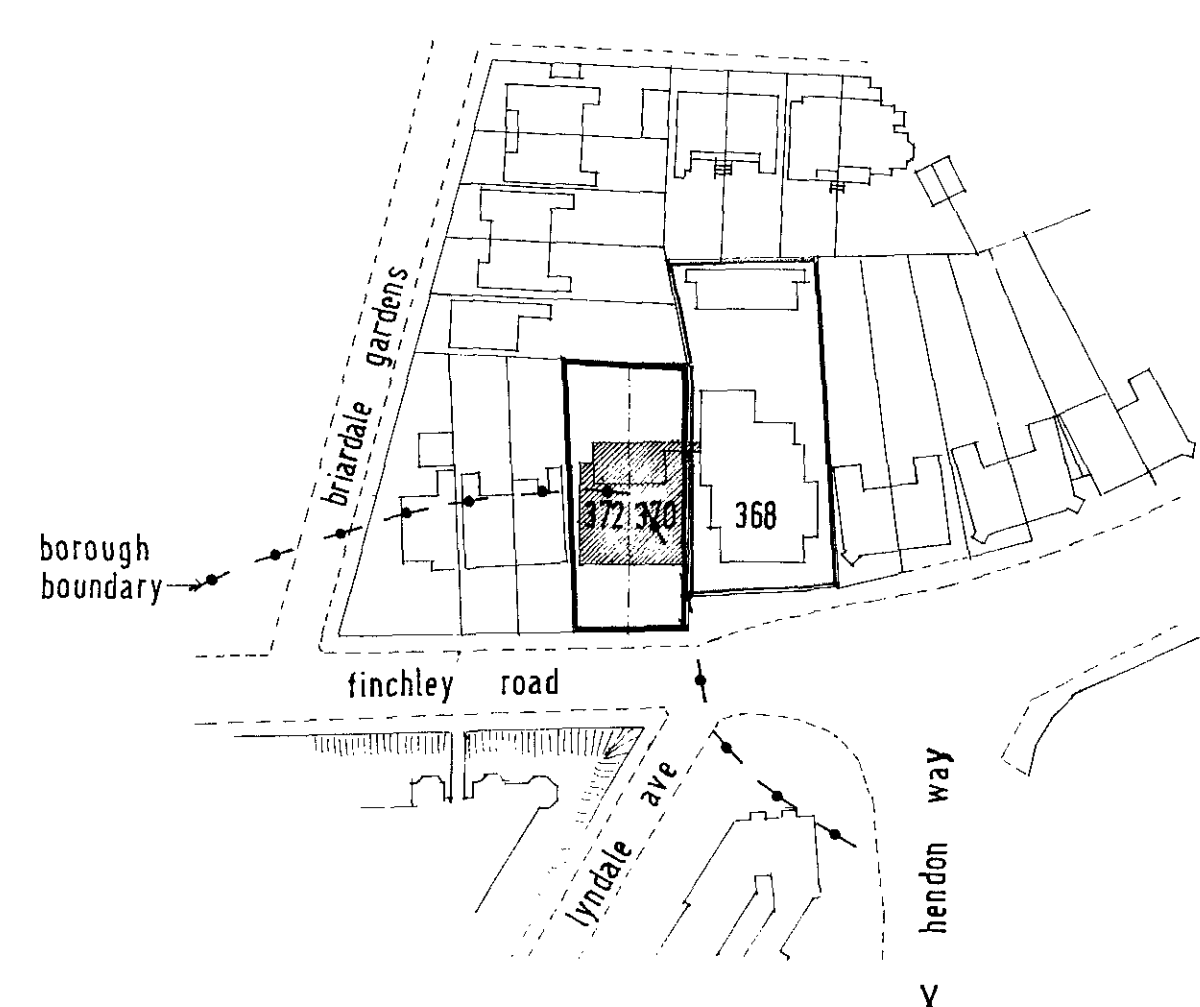 briardale gardens
borough
boundary
372 370
368
finchley road
lyndale ave
hendon way